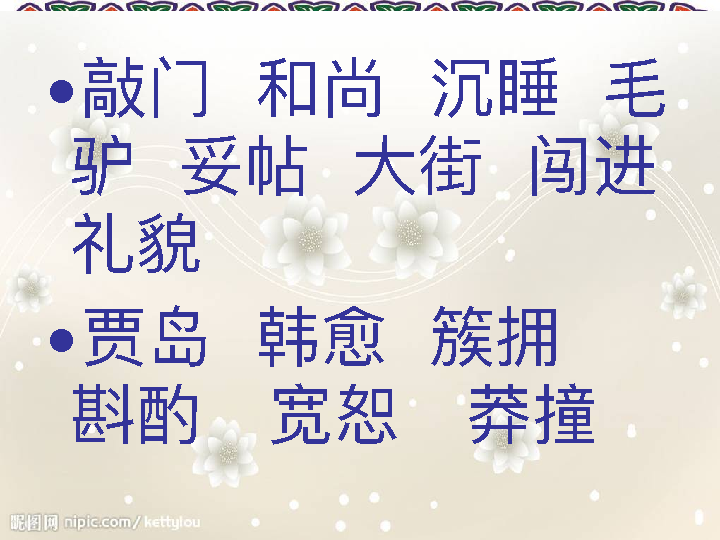 •敲门 和尚 沉睡 毛
驴 妥帖 大街 闯进
礼貌
•贾岛 韩愈 簇拥
斟酌 宽恕 莽撞
昵图网 nipic.com/kettylou